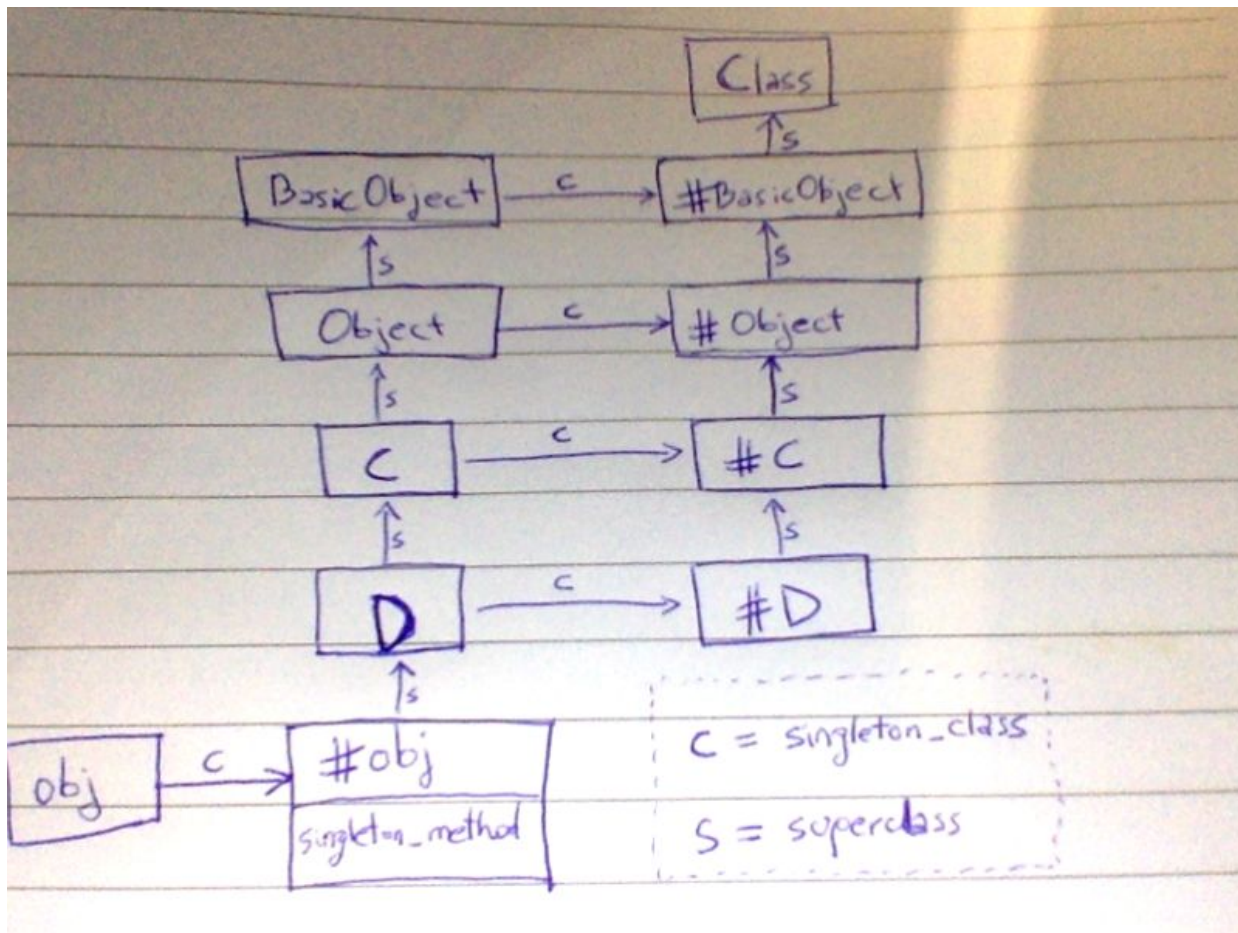 Class
S
BasicObject
C
#BasicObject
S
S
Object
C
#Object
S
S
C
C
#C
S
S
D
C
#D
S
obj
C
#obj
singleton_method
C = singleton_class
S = superclass